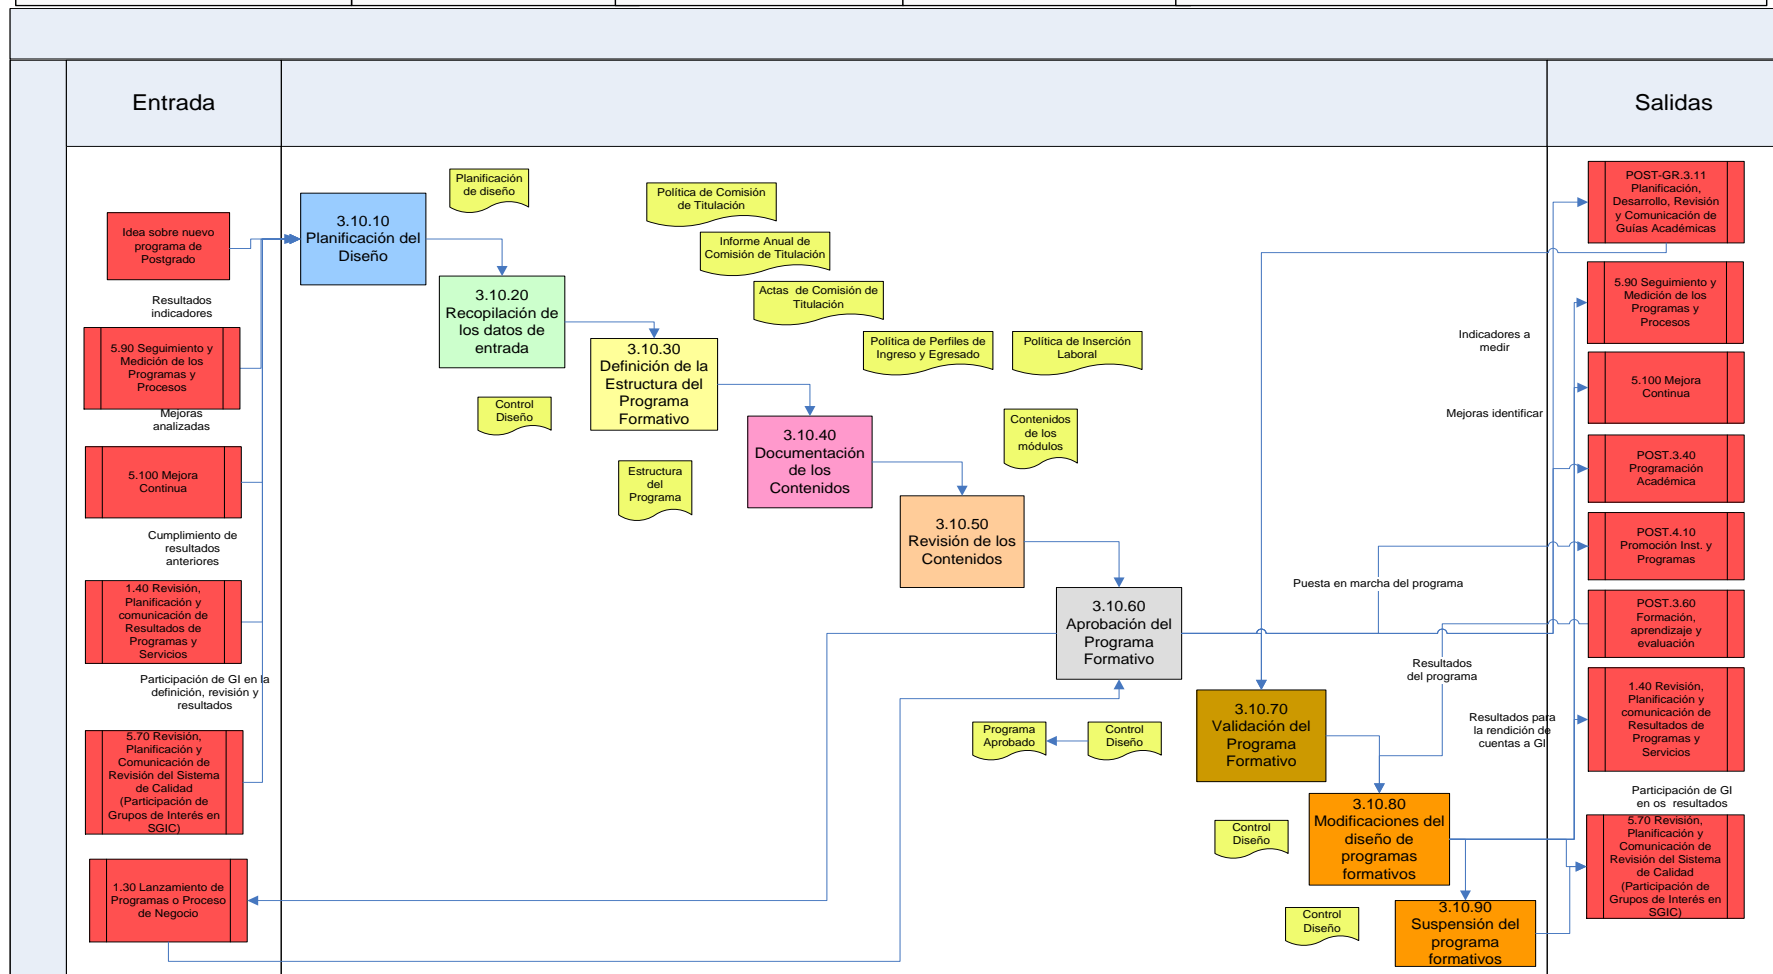 Entrada
Salidas
Idea sobre nuevo
programa de
Postgrado
Resultados
indicadores
5.90 Seguimiento y
Medición de los
Programas y
Procesos
Mejoras
analizadas
5.100 Mejora
Continua
Cumplimiento de
resultados
anteriores
1.40 Revisión,
Planificación y
comunicación de
Resultados de
Programas y
Servicios
Participación de GI en la
definición, revisión y
resultados
5.70 Revisión,
Planificación y
Comunicación de
Revisión del Sistema
de Calidad
(Participación de
Grupos de Interés en
SGIC)
1.30 Lanzamiento de
Programas o Proceso
de Negocio
3.10.10
Planificación del
Diseño
Planificación
de diseño
3.10.20
Recopilación de
los datos de
entrada
Control
Diseño
3.10.30
Definición de la
Estructura del
Programa
Formativo
Estructura
del
Programa
Política de Comisión
de Titulación
Informe Anual de
Comisión de Titulación
Actas  de Comisión de
Titulación
Política de Perfiles de
Ingreso y Egresado
Política de Inserción
Laboral
3.10.40
Documentación
de los
Contenidos
Contenidos
de los
módulos
3.10.50
Revisión de los
Contenidos
3.10.60
Aprobación del
Programa
Formativo
Programa
Aprobado
Control
Diseño
3.10.70
Validación del
Programa
Formativo
3.10.80
Modificaciones del
diseño de
programas
formativos
Control
Diseño
3.10.90
Suspensión del
programa
formativos
Control
Diseño
Indicadores a
medir
Mejoras identificar
Puesta en marcha del programa
Resultados
del programa
Resultados para
la rendición de
cuentas a GI
POST-GR.3.11
Planificación,
Desarrollo, Revisión
y Comunicación de
Guías Académicas
5.90 Seguimiento y
Medición de los
Programas y
Procesos
5.100 Mejora
Continua
POST.3.40
Programación
Académica
POST.4.10
Promoción Inst. y
Programas
POST.3.60
Formación,
aprendizaje y
evaluación
1.40 Revisión,
Planificación y
comunicación de
Resultados de
Programas y
Servicios
Participación de GI
en os  resultados
5.70 Revisión,
Planificación y
Comunicación de
Revisión del Sistema
de Calidad
(Participación de
Grupos de Interés en
SGIC)